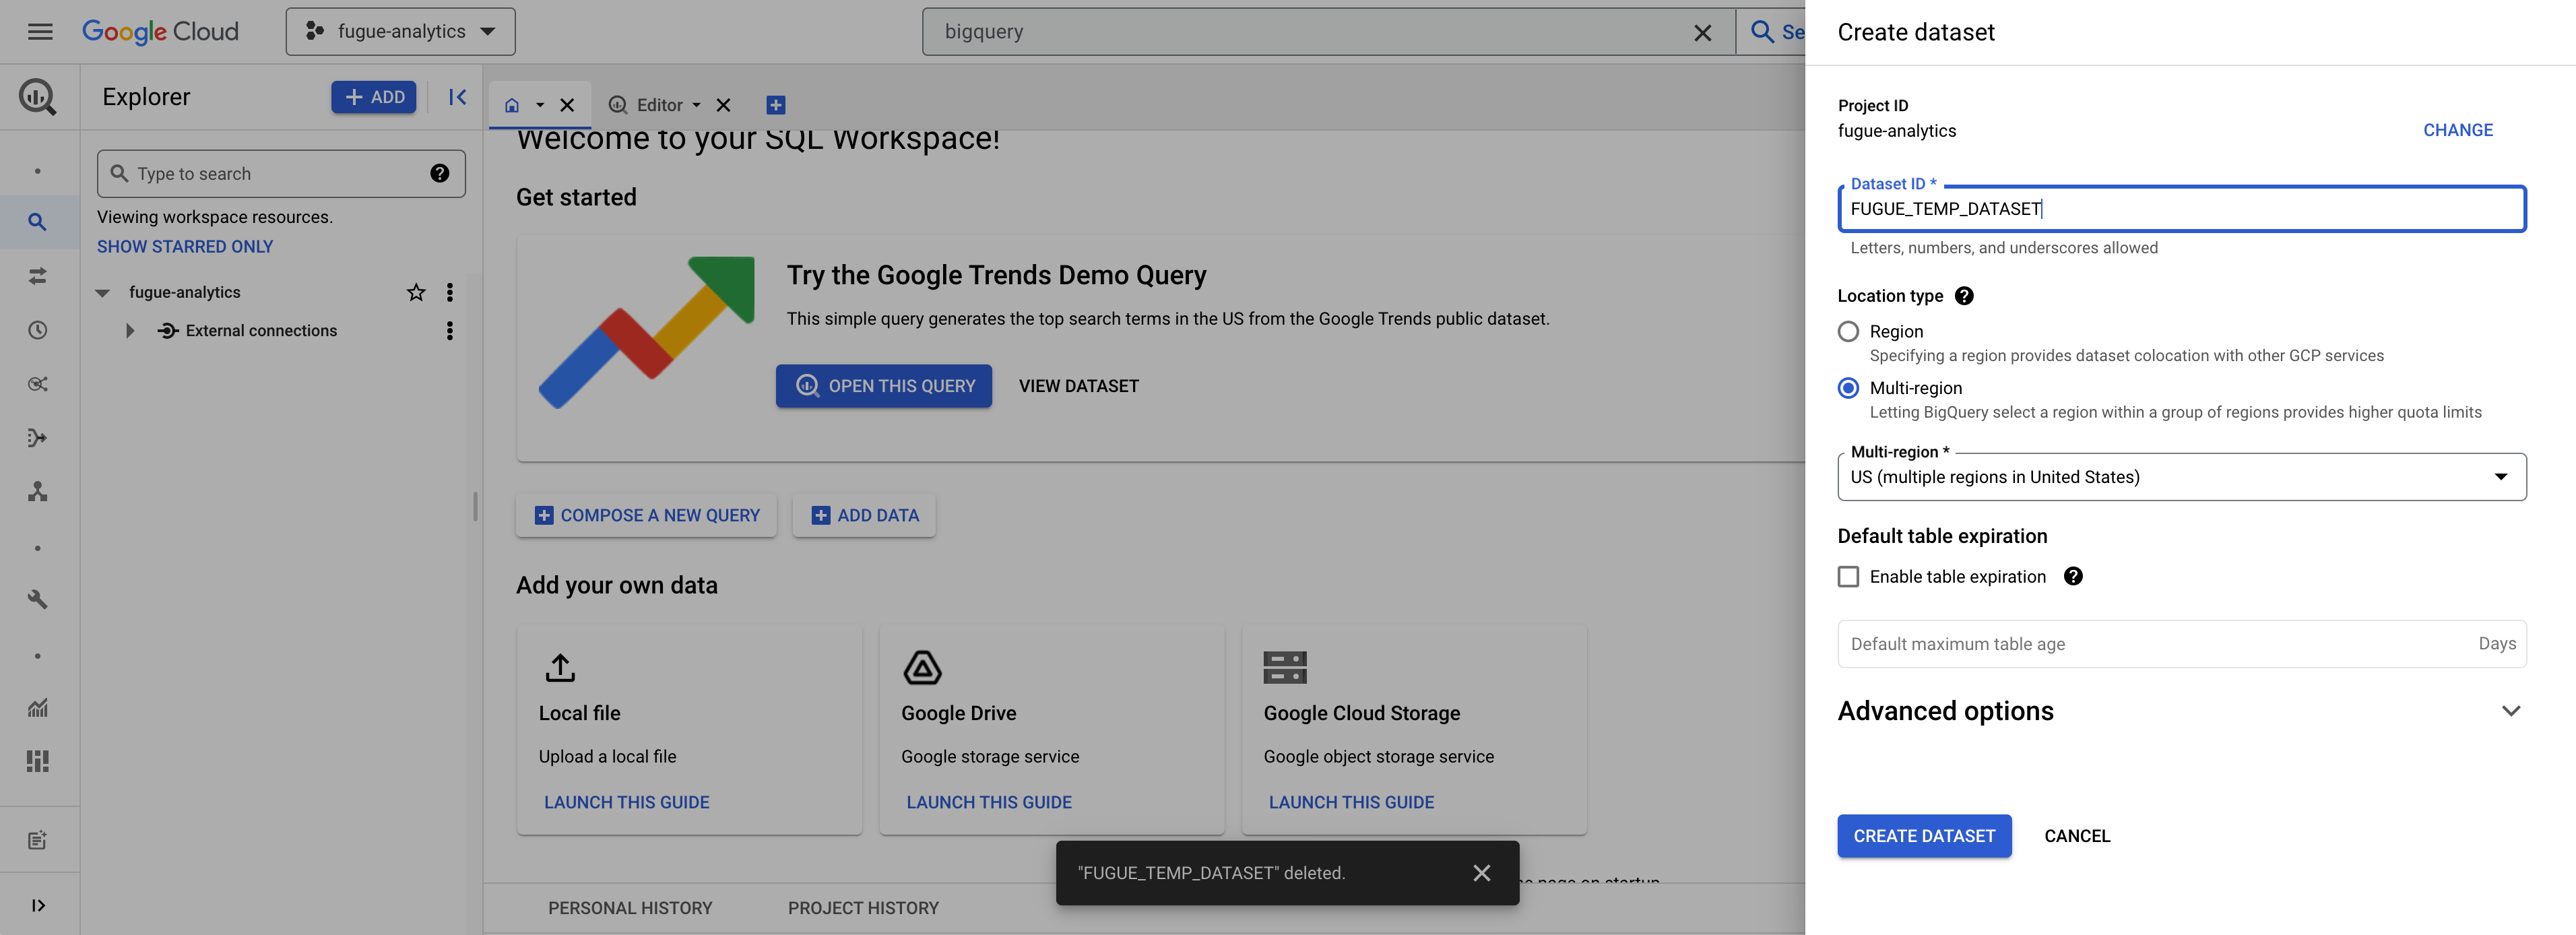 Google Cloud
fugue-analytics
bigquery
Se
Explorer
ADD
Type to search
Viewing workspace resources.
SHOW STARRED ONLY
fugue-analytics
External connections
Editor
Welcome to your SQL Workspace!
Get started
Try the Google Trends Demo Query
This simple query generates the top search terms in the US from the Google Trends public dataset.
OPEN THIS QUERY
VIEW DATASET
COMPOSE A NEW QUERY
ADD DATA
Add your own data
Local file
Upload a local file
LAUNCH THIS GUIDE
Google Drive
Google storage service
LAUNCH THIS GUIDE
Google Cloud Storage
Google object storage service
LAUNCH THIS GUIDE
"FUGUE_TEMP_DATASET" deleted.
page on startup
PERSONAL HISTORY
PROJECT HISTORY
Create dataset
Project ID
fugue-analytics
CHANGE
Dataset ID *
FUGUE_TEMP_DATASET
Letters, numbers, and underscores allowed
Location type
Region
Specifying a region provides dataset colocation with other GCP services
Multi-region
Letting BigQuery select a region within a group of regions provides higher quota limits
Multi-region *
US (multiple regions in United States)
Default table expiration
Enable table expiration
Default maximum table age
Days
Advanced options
CREATE DATASET
CANCEL